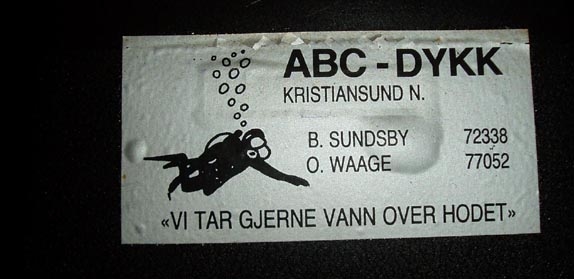 ABC - DYKK
KRISTIANSUND N.
B. SUNDSBY 72338
O. WAAGE 77052
«VI TAR GJERNE VANN OVER HODET»